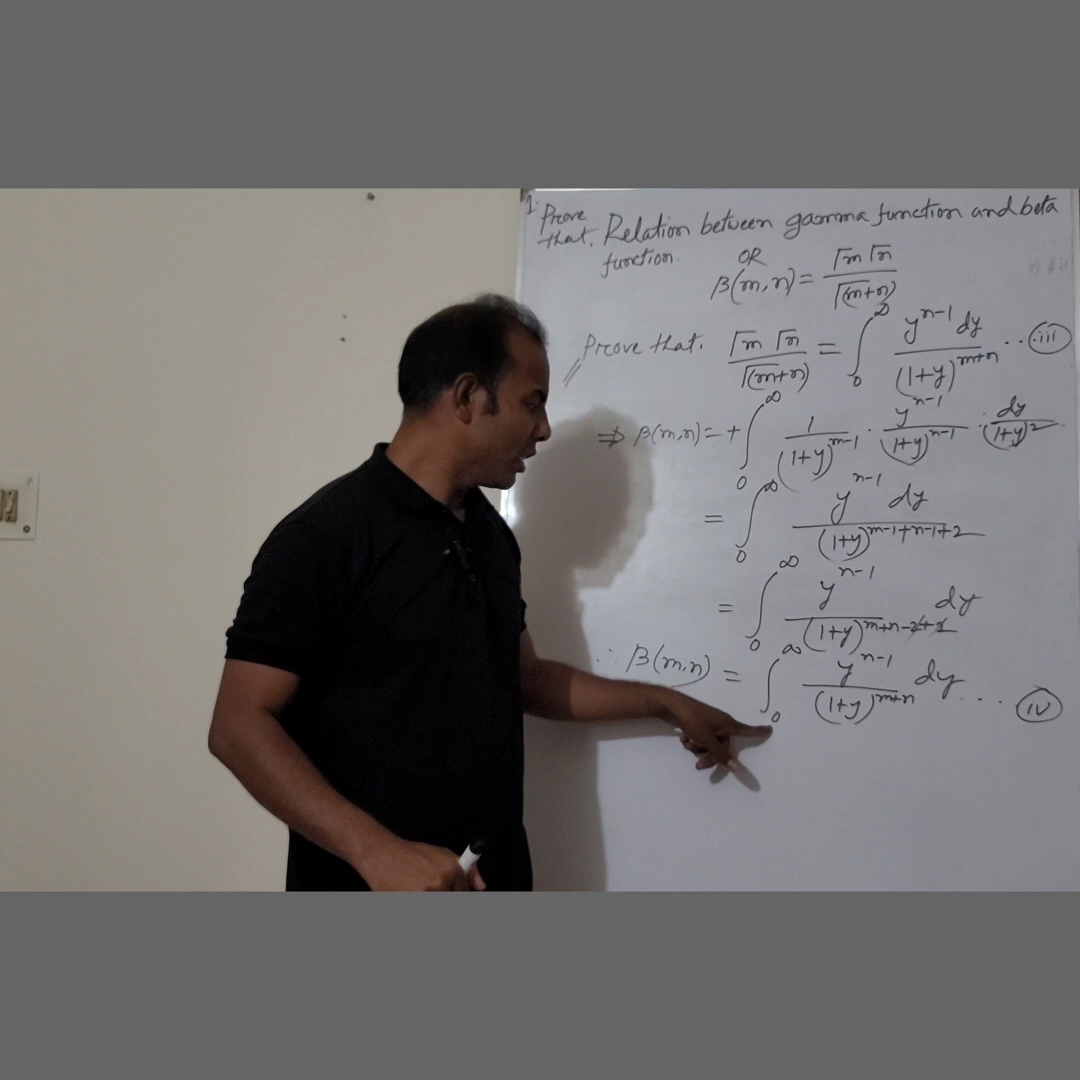 1. Prove that. Relation between gamma function and beta function.
OR
β(m, n) = Γm Γn / Γ(m+n)
Prove that. Γm Γn / Γ(m+n) = ∫₀^∞ y^(n-1) dy / (1+y)^(m+n) ... (iii)
⇒ β(m,n) = + ∫₀^∞ 1/(1+y)^(m-1) · y^(n-1)/(1+y)^(n-1) · dy/(1+y)^2
= ∫₀^∞ y^(n-1) dy / (1+y)^(m-1+n-1+2)
= ∫₀^∞ y^(n-1) / (1+y)^(m+n-2+2) dy
∴ β(m,n) = ∫₀^∞ y^(n-1) / (1+y)^(m+n) dy ... (iv)